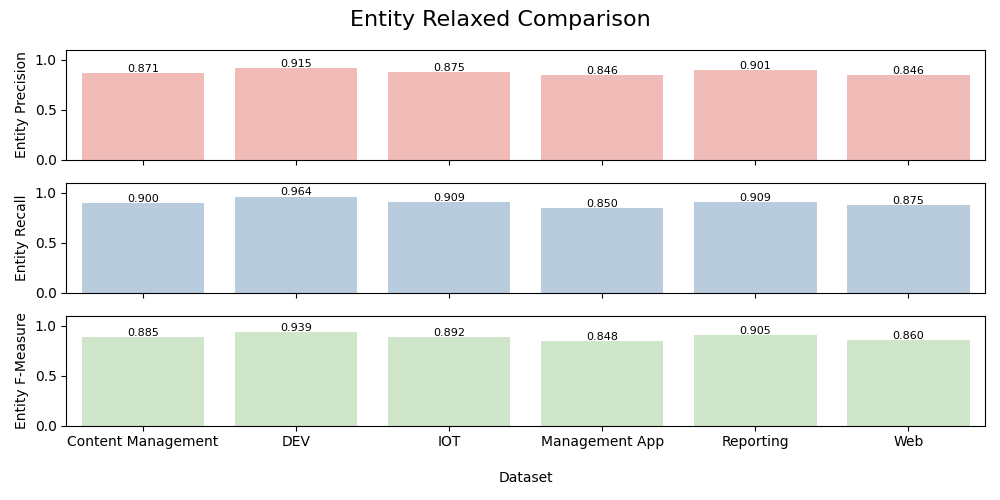 Entity Relaxed Comparison
Entity Precision
1.0
0.5
0.0
0.871 0.915 0.875 0.846 0.901 0.846
Entity Recall
1.0
0.5
0.0
0.900 0.964 0.909 0.850 0.909 0.875
Entity F-Measure
1.0
0.5
0.0
0.885 0.939 0.892 0.848 0.905 0.860
Content Management DEV IOT Management App Reporting Web
Dataset